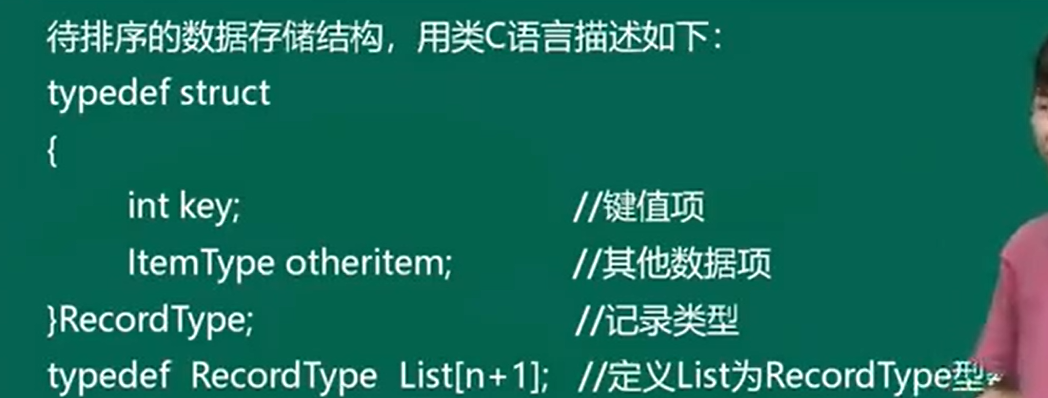 待排序的数据存储结构，用类C语言描述如下：
typedef struct
{
int key; //键值项
ItemType otheritem; //其他数据项
}RecordType; //记录类型
typedef RecordType List[n+1]; //定义List为RecordType型